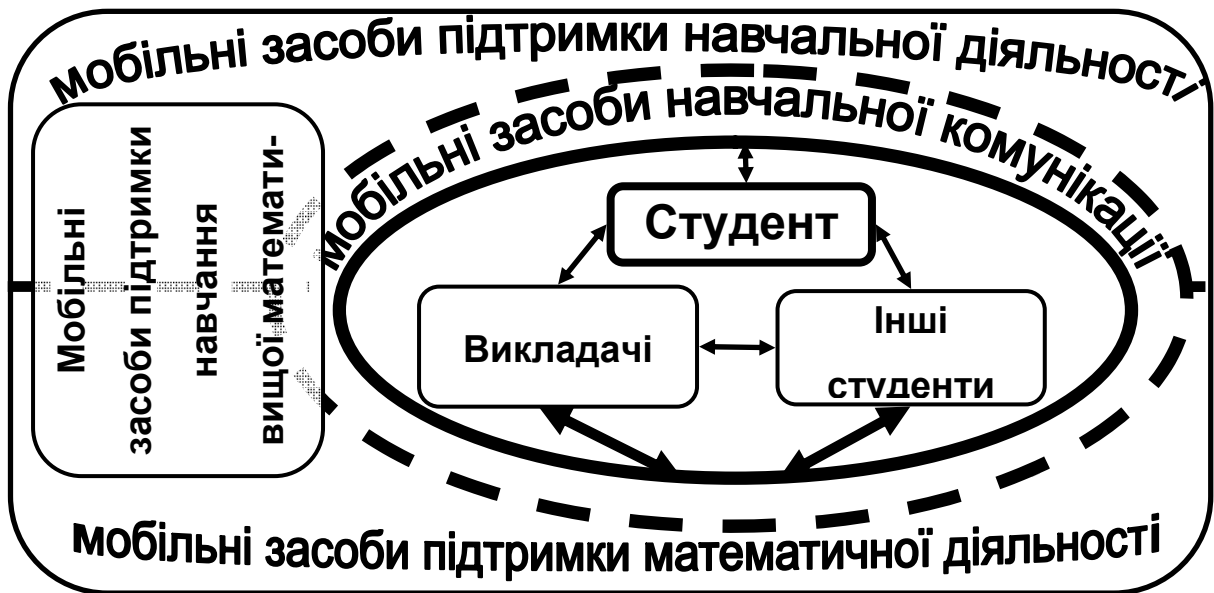 мобільні засоби підтримки навчальної діяльності
мобільні засоби навчальної комунікації
Мобільні
засоби підтримки
навчання
вищої математи-
Студент
Викладачі
Інші
студенти
мобільні засоби підтримки математичної діяльності